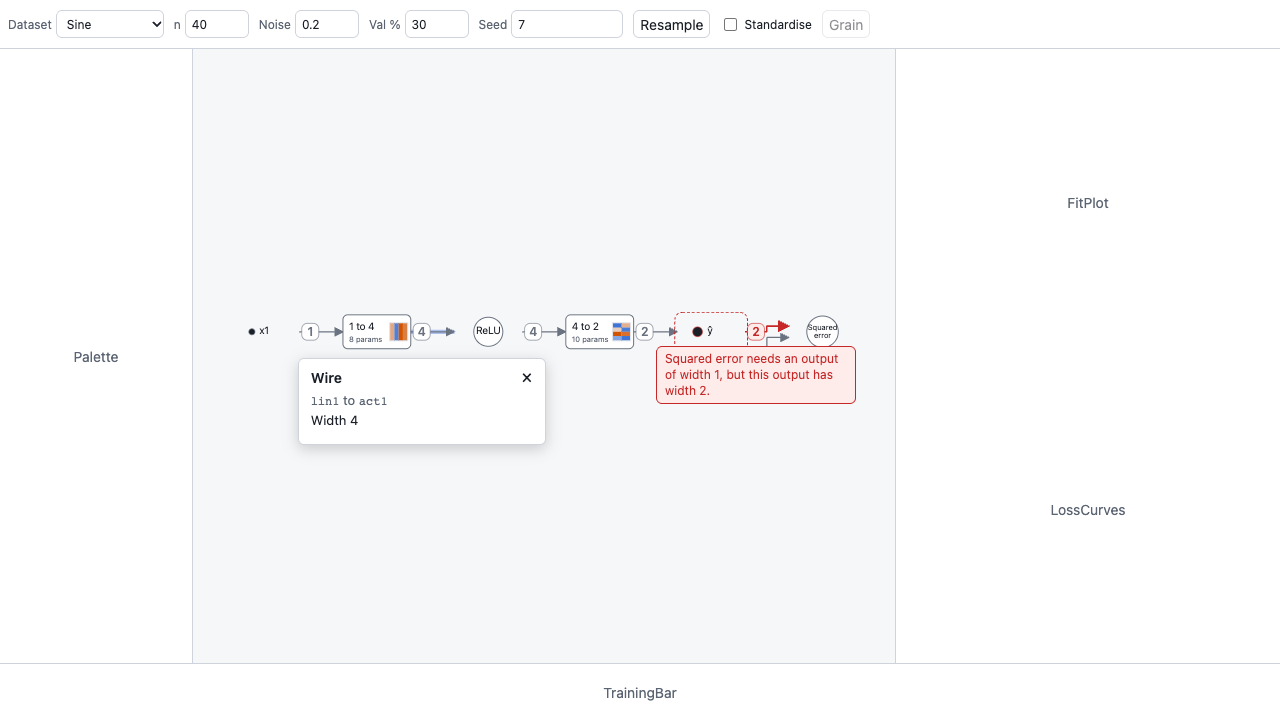 Dataset Sine n 40 Noise 0.2 Val % 30 Seed 7 Resample Standardise Grain
Palette
x1 1 1 to 4 4 ReLU 4 4 to 2 2 ŷ 2 Squared
8 params 10 params error
Squared error needs an output
of width 1, but this output has
width 2.
Wire ✕
lin1 to act1
Width 4
FitPlot
LossCurves
TrainingBar